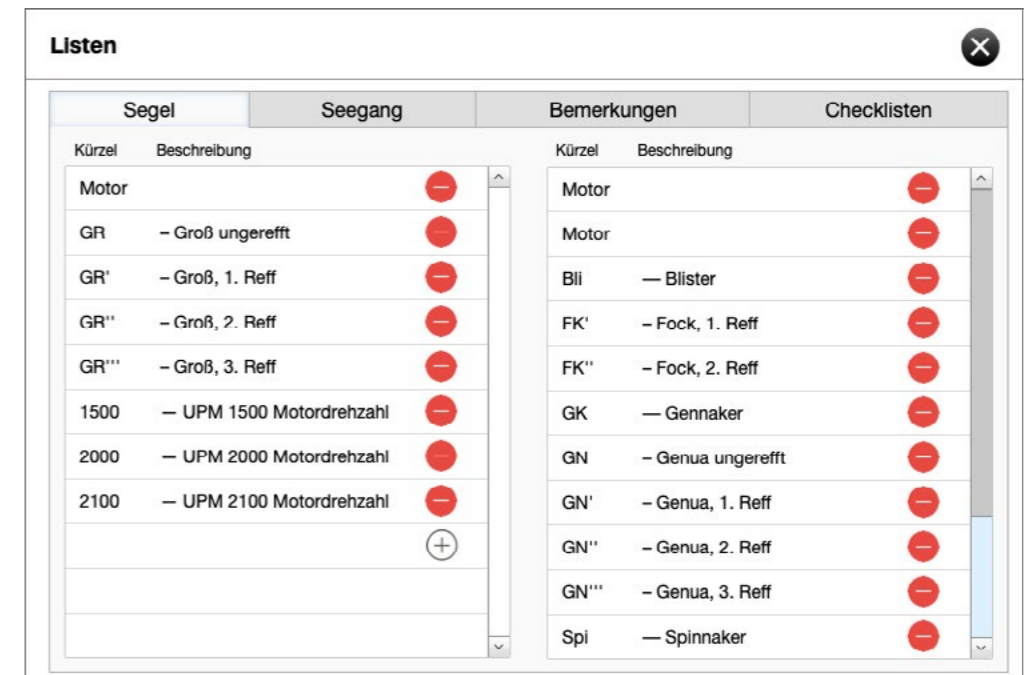 Listen
Segel Seegang Bemerkungen Checklisten
Kürzel Beschreibung
Motor
GR – Groß ungerefft
GR' – Groß, 1. Reff
GR'' – Groß, 2. Reff
GR''' – Groß, 3. Reff
1500 — UPM 1500 Motordrehzahl
2000 — UPM 2000 Motordrehzahl
2100 — UPM 2100 Motordrehzahl
Kürzel Beschreibung
Motor
Motor
Bli — Blister
FK' – Fock, 1. Reff
FK'' – Fock, 2. Reff
GK — Gennaker
GN – Genua ungerefft
GN' – Genua, 1. Reff
GN'' – Genua, 2. Reff
GN''' – Genua, 3. Reff
Spi — Spinnaker